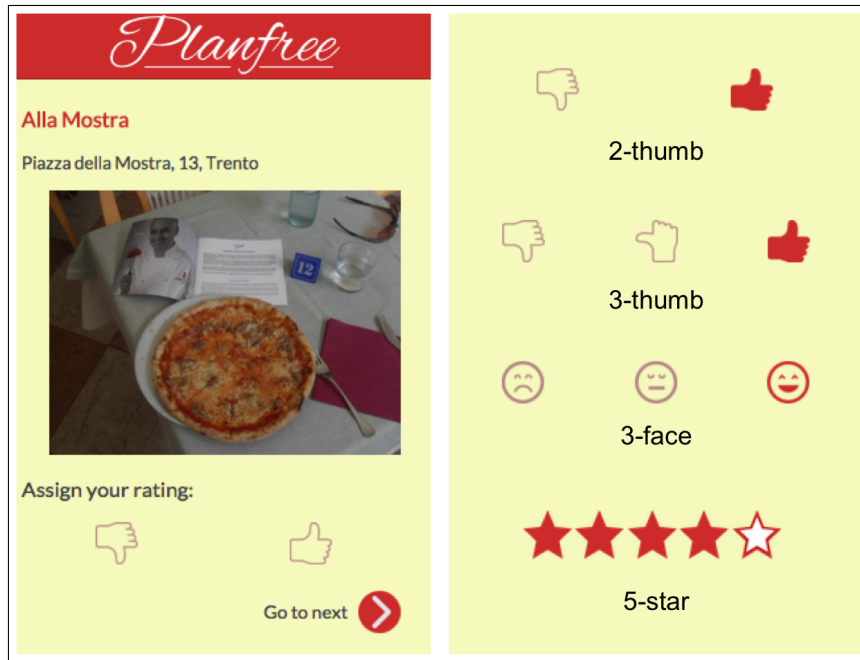 Planfree
Alla Mostra
Piazza della Mostra, 13, Trento
12
Assign your rating:
Go to next
2-thumb
3-thumb
3-face
5-star